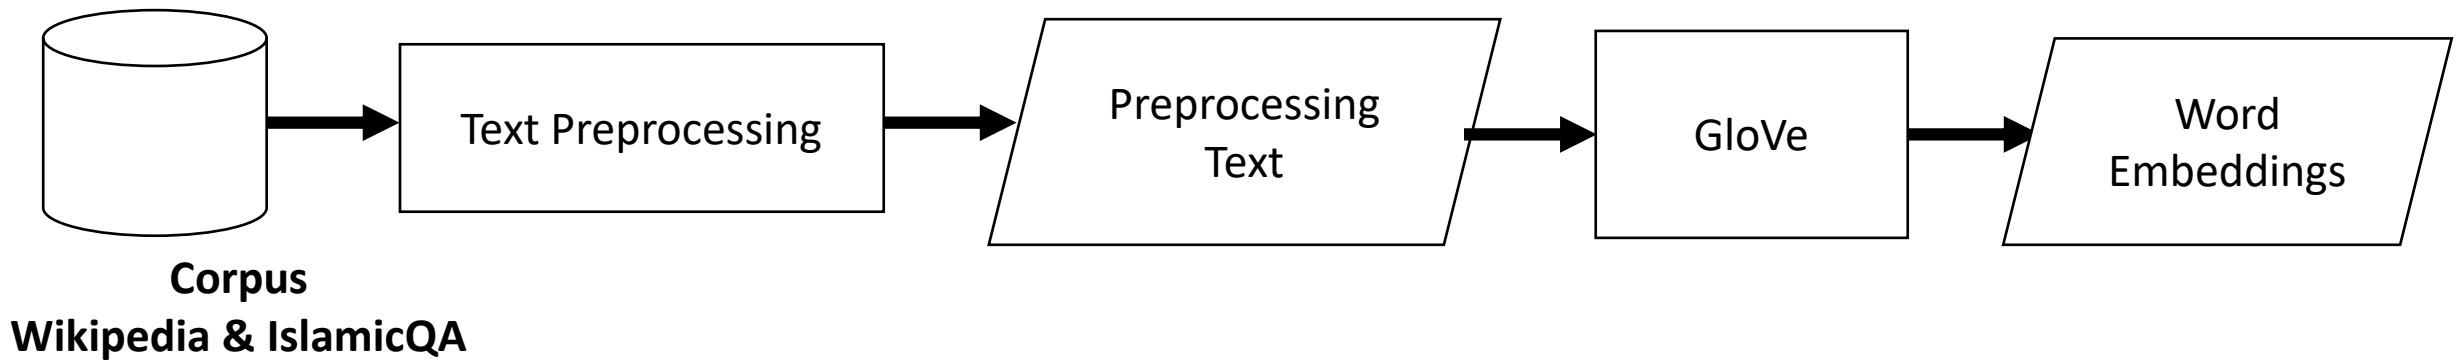 Text Preprocessing
Preprocessing
Text
GloVe
Word
Embeddings
Corpus
Wikipedia & IslamicQA